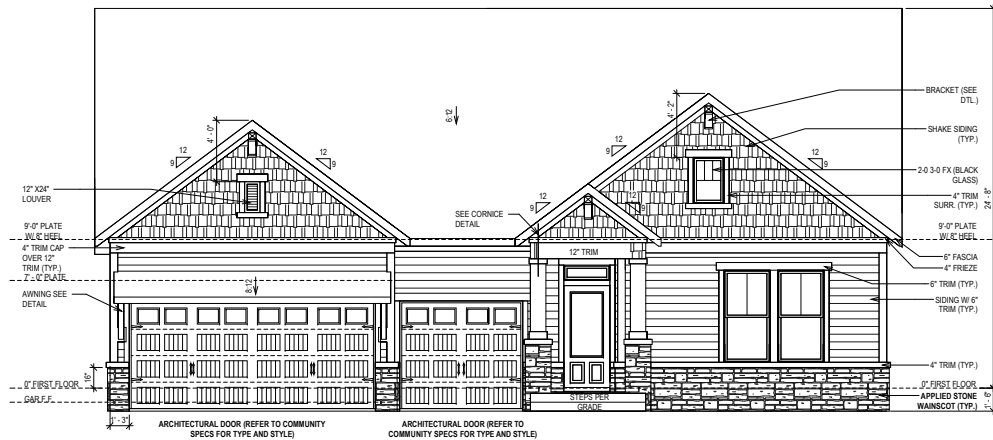 BRACKET (SEE
DTL.)
SHAKE SIDING
(TYP.)
2-0 3-0 FX (BLACK
GLASS)
4" TRIM
SURR. (TYP.)
24' - 8"
9'-0" PLATE
W/ 8" HEEL
6" FASCIA
4" FRIEZE
6" TRIM (TYP.)
SIDING W/ 6"
TRIM (TYP.)
4" TRIM (TYP.)
0" FIRST FLOOR
APPLIED STONE
WAINSCOT (TYP.)
1' - 6"
6:12
4' - 0"
4' - 2"
12
9
12
9
12
9
12
9
12
9
12
9
12" X24"
LOUVER
9'-0" PLATE
W/ 8" HEEL
4" TRIM CAP
OVER 12"
TRIM (TYP.)
7' - 0" PLATE
AWNING SEE
DETAIL
8:12
SEE CORNICE
DETAIL
12" TRIM
16"
0" FIRST FLOOR
GAR F.F.
1' - 3"
STEPS PER
GRADE
ARCHITECTURAL DOOR (REFER TO COMMUNITY
SPECS FOR TYPE AND STYLE)
ARCHITECTURAL DOOR (REFER TO
COMMUNITY SPECS FOR TYPE AND STYLE)